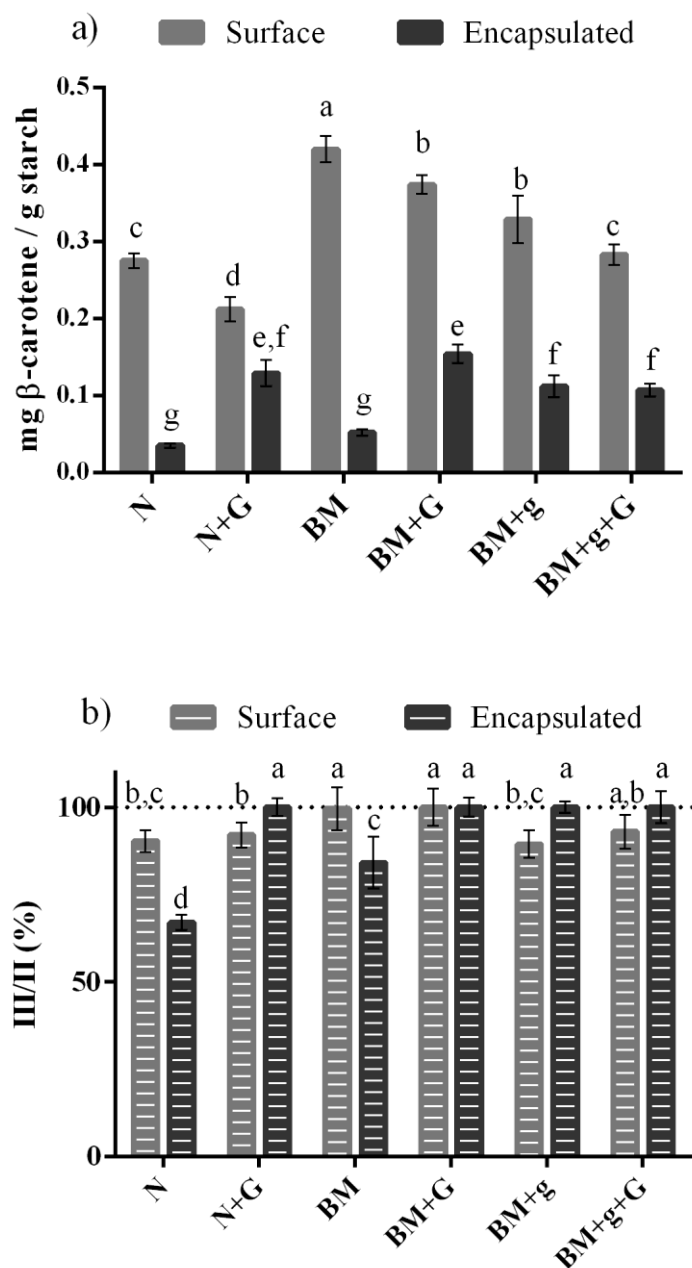 a) Surface Encapsulated
mg β-carotene / g starch
0.5
0.4
0.3
0.2
0.1
0.0
c g d e,f a g b e b f c f
N N+G BM BM+G BM+g BM+g+G
b) Surface Encapsulated
III/II (%)
100
50
0
b,c d b a a c a a b,c a a,b a
N N+G BM BM+G BM+g BM+g+G